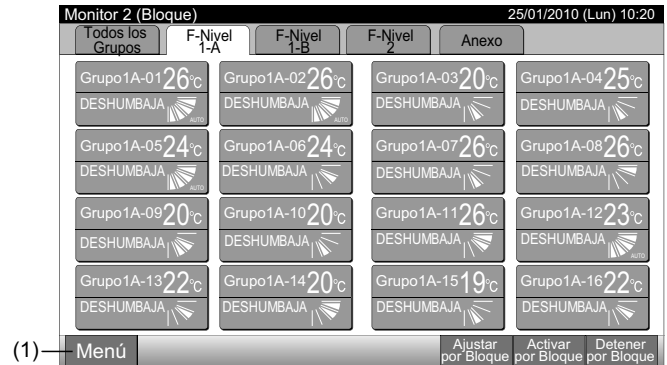 Monitor 2 (Bloque) 25/01/2010 (Lun) 10:20
Todos los Grupos F-Nivel 1-A F-Nivel 1-B F-Nivel 2 Anexo
Grupo1A-01 26°C Grupo1A-02 26°C Grupo1A-03 20°C Grupo1A-04 25°C
DESHUMBAJA AUTO DESHUMBAJA AUTO DESHUMBAJA DESHUMBAJA
Grupo1A-05 24°C Grupo1A-06 24°C Grupo1A-07 26°C Grupo1A-08 26°C
DESHUMBAJA AUTO DESHUMBAJA DESHUMBAJA DESHUMBAJA
Grupo1A-09 20°C Grupo1A-10 20°C Grupo1A-11 26°C Grupo1A-12 23°C
DESHUMBAJA DESHUMBAJA DESHUMBAJA DESHUMBAJA AUTO
Grupo1A-13 22°C Grupo1A-14 20°C Grupo1A-15 19°C Grupo1A-16 22°C
DESHUMBAJA DESHUMBAJA DESHUMBAJA DESHUMBAJA
(1) Menú Ajustar por Bloque Activar por Bloque Detener por Bloque